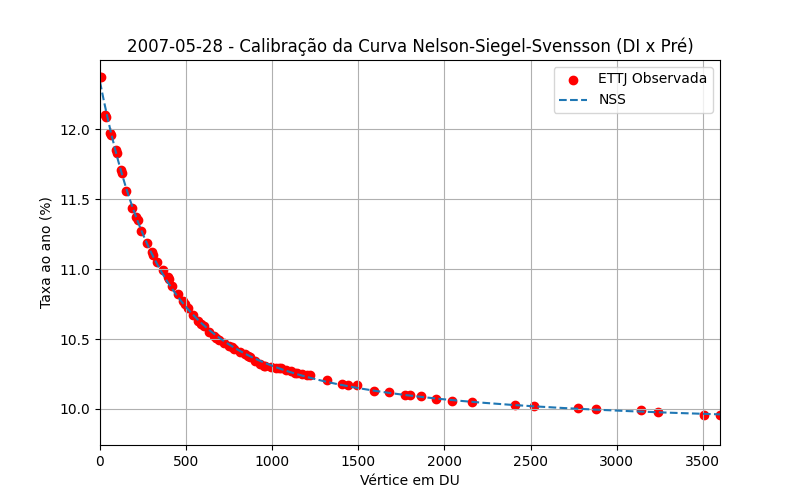 2007-05-28 - Calibração da Curva Nelson-Siegel-Svensson (DI x Pré)
ETTJ Observada
NSS
Taxa ao ano (%)
12.0
11.5
11.0
10.5
10.0
0 500 1000 1500 2000 2500 3000 3500
Vértice em DU